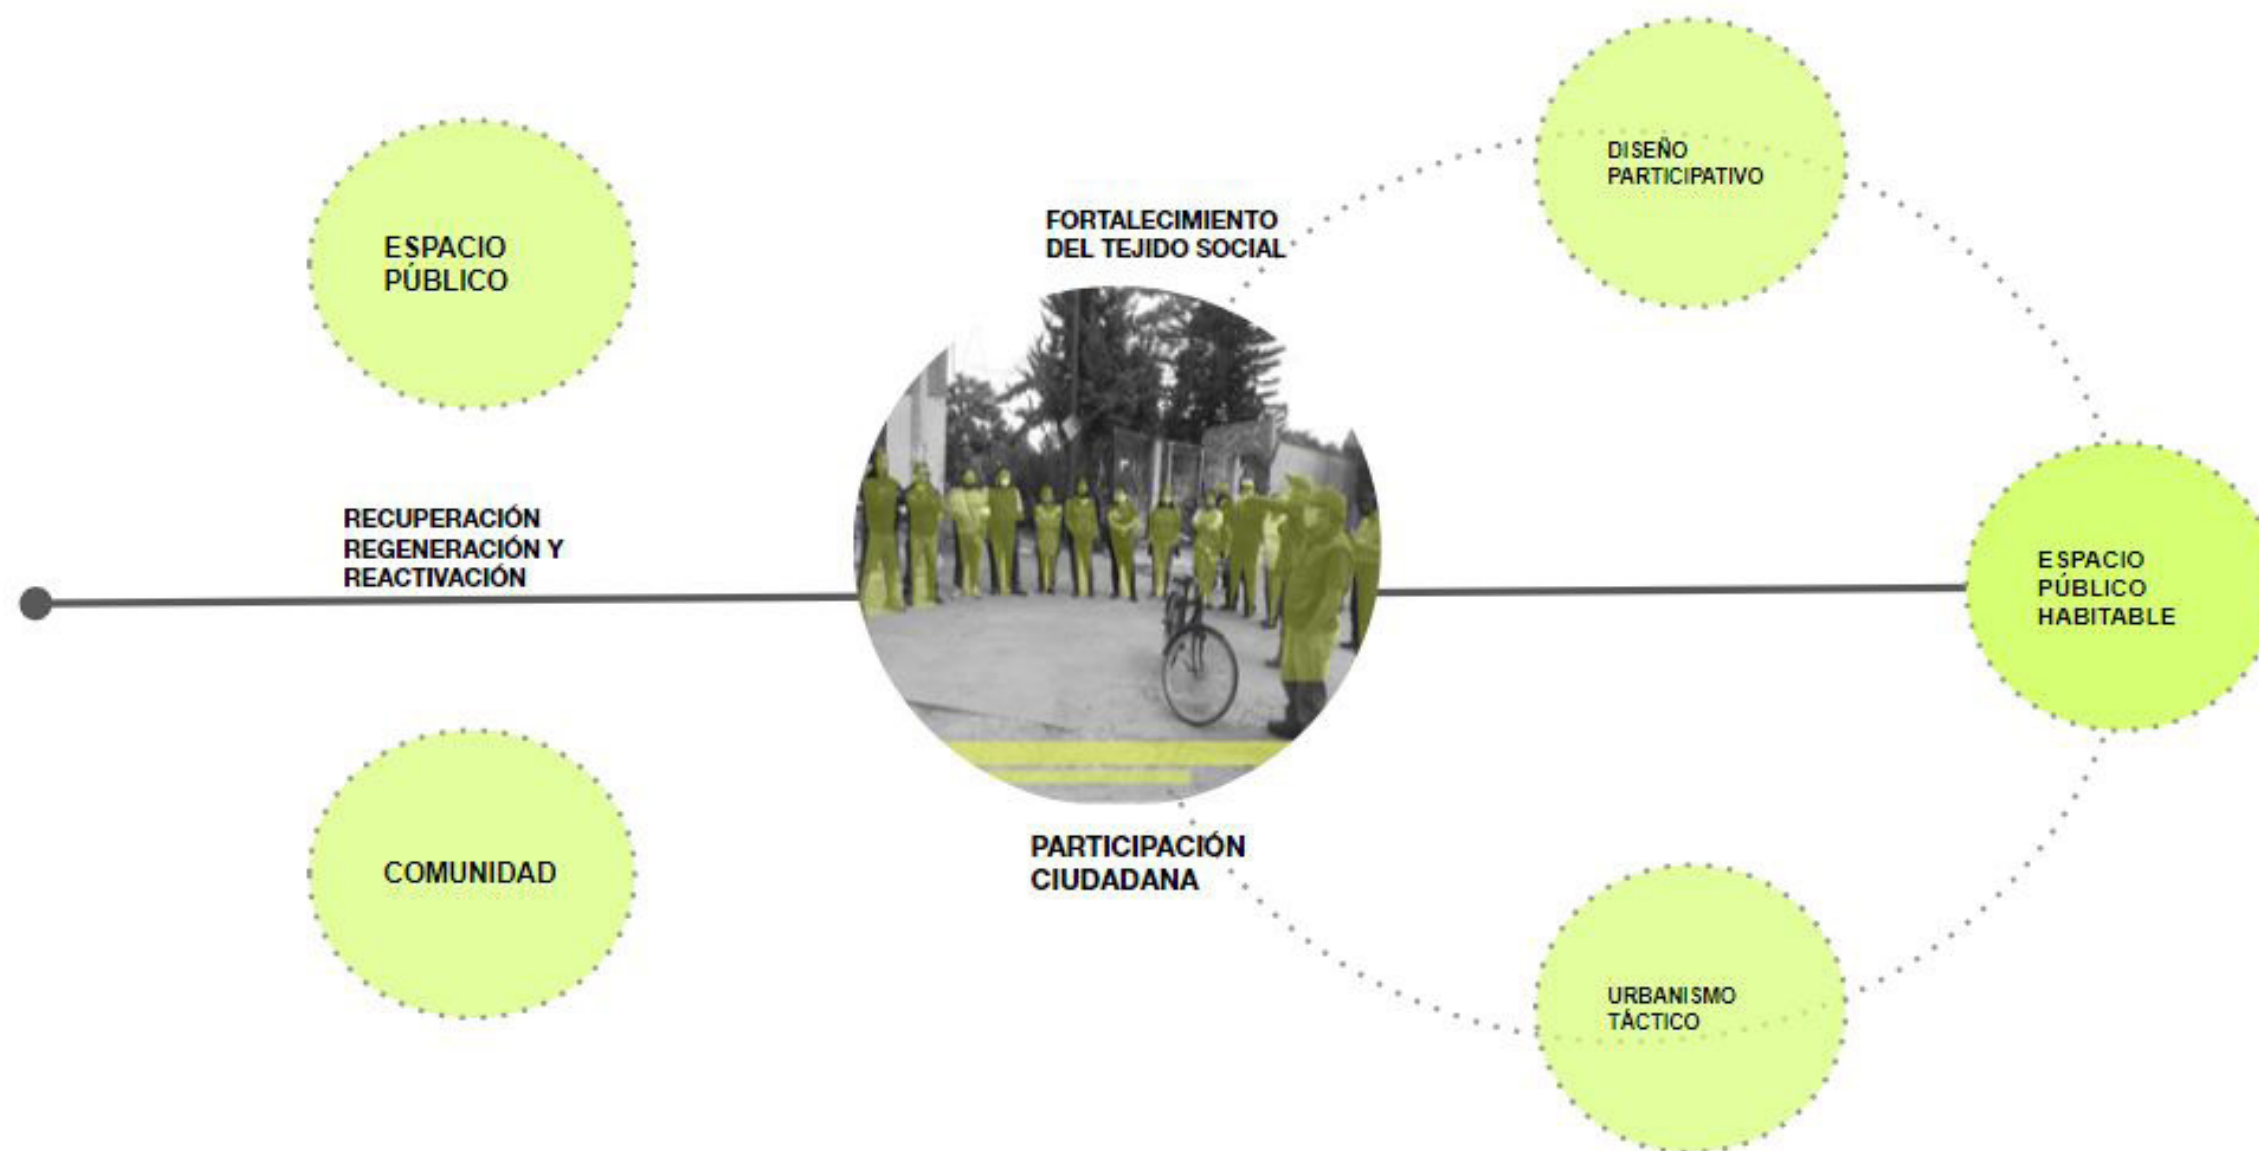 ESPACIO
PÚBLICO
RECUPERACIÓN
REGENERACIÓN Y
REACTIVACIÓN
COMUNIDAD
FORTALECIMIENTO
DEL TEJIDO SOCIAL
PARTICIPACIÓN
CIUDADANA
DISEÑO
PARTICIPATIVO
ESPACIO
PÚBLICO
HABITABLE
URBANISMO
TÁCTICO